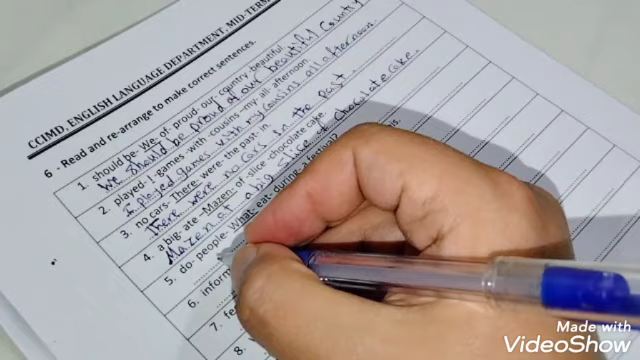 CCIMD, ENGLISH LANGUAGE DEPARTMENT, MID-TERM
6 - Read and re-arrange to make correct sentences.
1. should be- We of- proud- our- country- beautiful.
We should be proud of our beautiful country
2. played- I games- with -cousins -my- all- afternoon.
I played games with my cousins all afternoon.
3. no cars- There were- the past- in
There were no cars in the past.
4. a big- ate -Mazen- of -slice -chocolate cake.
Mazen a big slice of chocolate cake.
5. do- people- What- eat- during- a festival?
6. inform
7. fe
8.
Made with
VideoShow